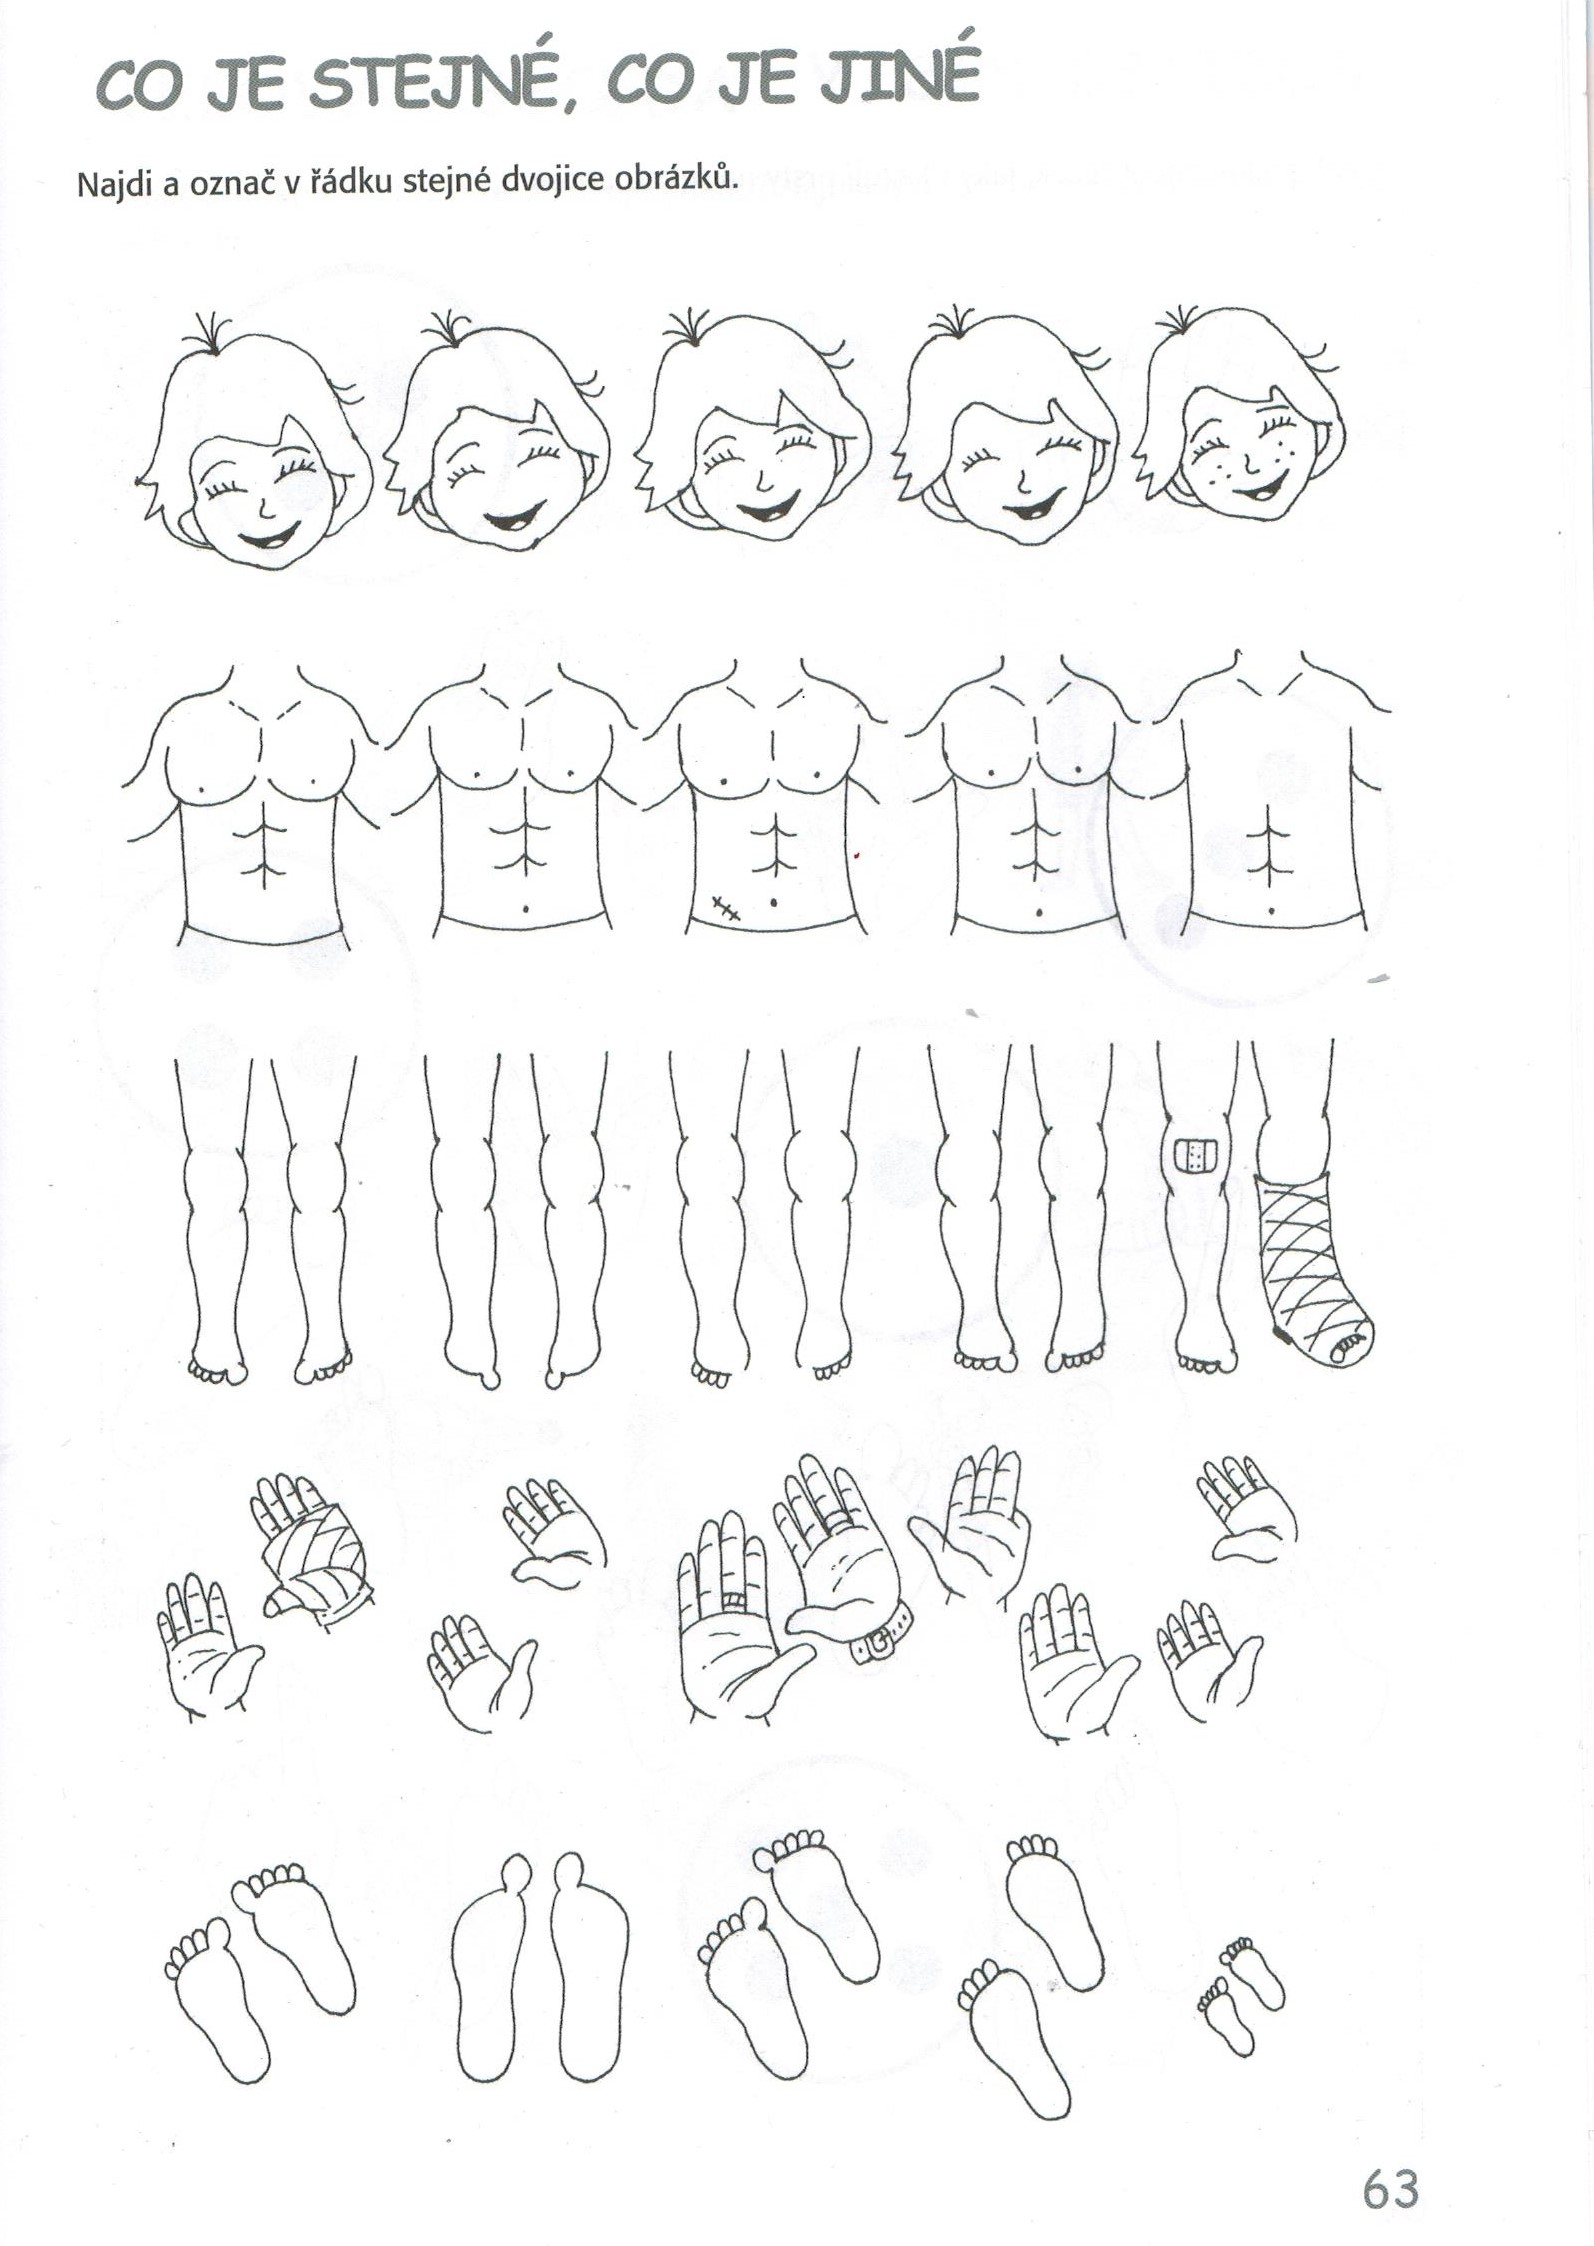 CO JE STEJNÉ, CO JE JINÉ
Najdi a označ v řádku stejné dvojice obrázků.
63